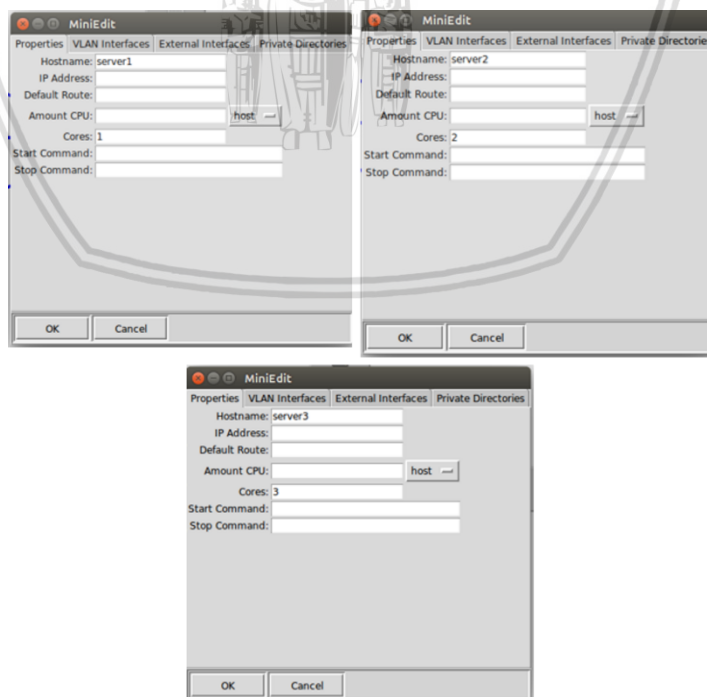 MiniEdit
Properties VLAN Interfaces External Interfaces Private Directories
Hostname: server1
IP Address:
Default Route:
Amount CPU: host
Cores: 1
Start Command:
Stop Command:
OK Cancel
MiniEdit
Properties VLAN Interfaces External Interfaces Private Directorie
Hostname: server2
IP Address:
Default Route:
Amount CPU: host
Cores: 2
Start Command:
Stop Command:
OK Cancel
MiniEdit
Properties VLAN Interfaces External Interfaces Private Directories
Hostname: server3
IP Address:
Default Route:
Amount CPU: host
Cores: 3
Start Command:
Stop Command:
OK Cancel